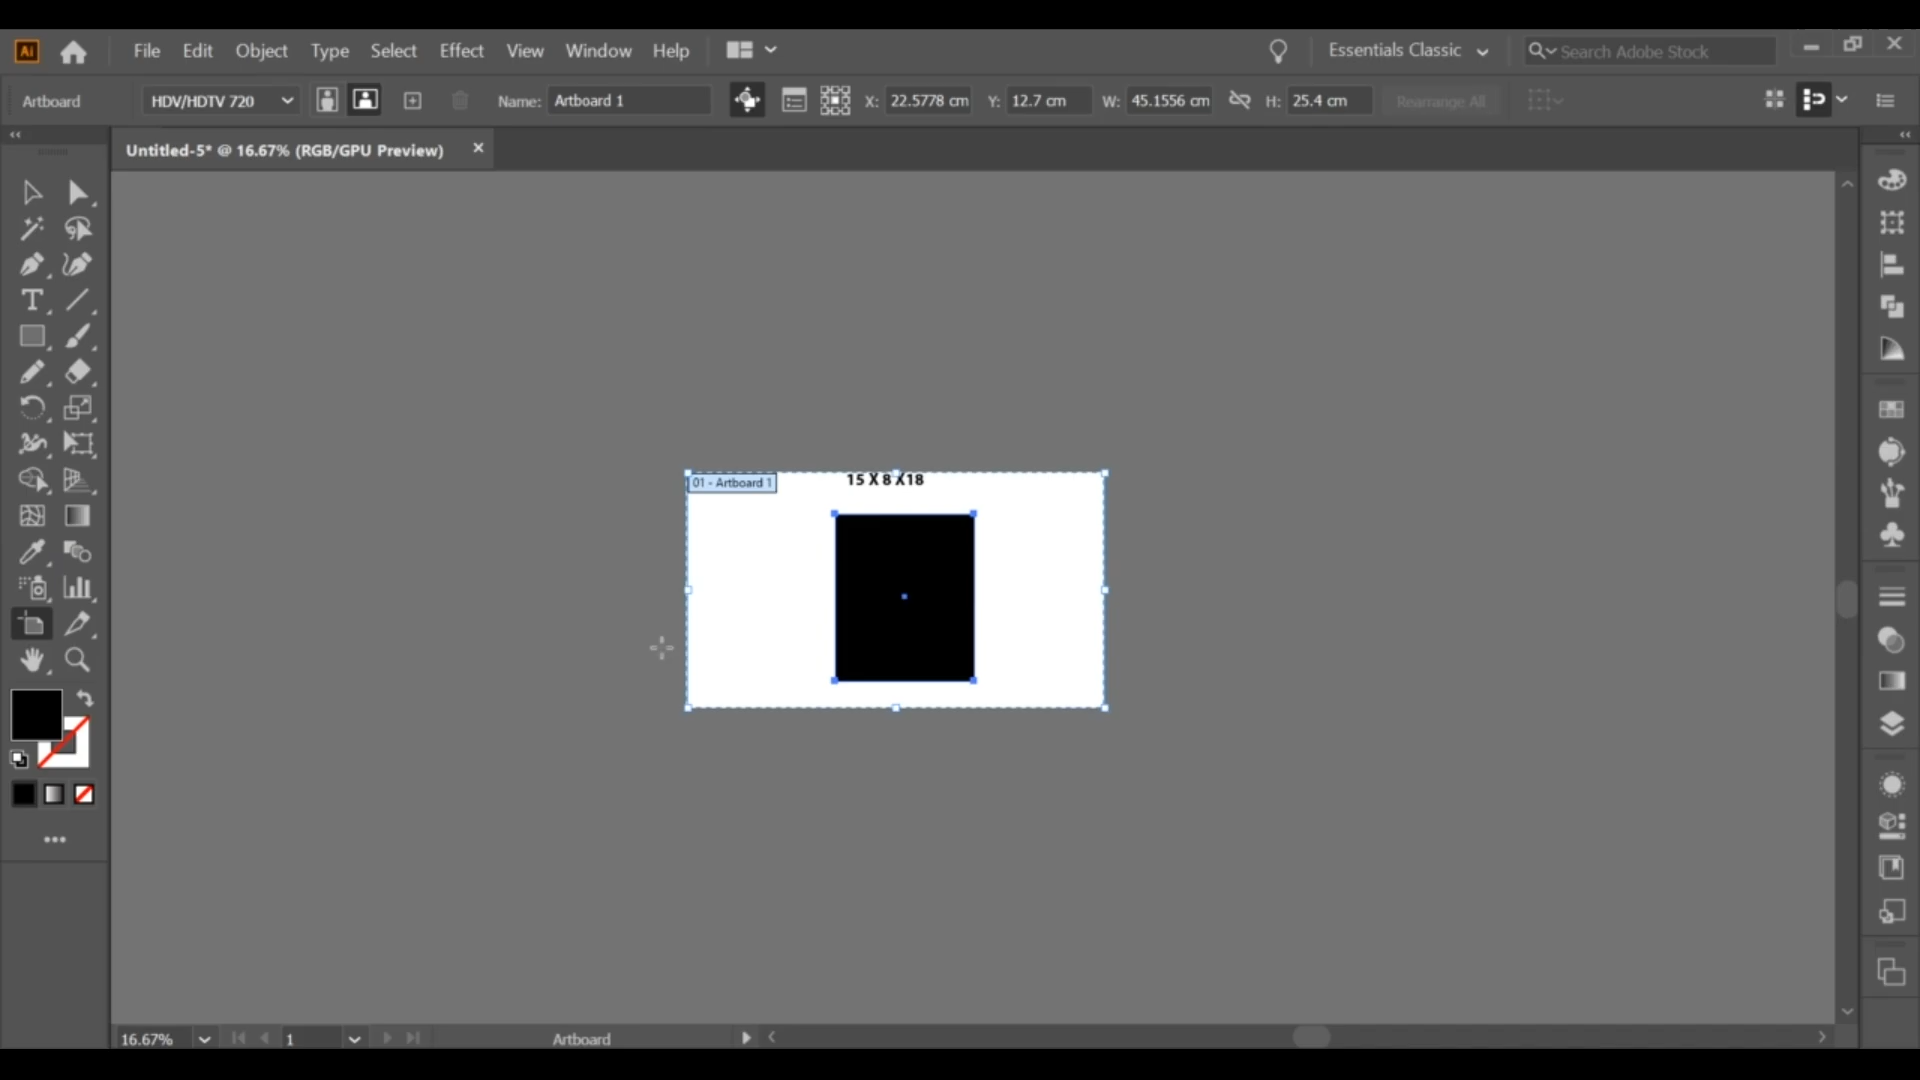 Ai File Edit Object Type Select Effect View Window Help Essentials Classic Search Adobe Stock
Artboard HDV/HDTV 720 Name: Artboard 1 X: 22.5778 cm Y: 12.7 cm W: 45.1556 cm H: 25.4 cm Rearrange All
Untitled-5* @ 16.67% (RGB/GPU Preview)
15 X 8 X18
01 - Artboard 1
16.67% 1 Artboard